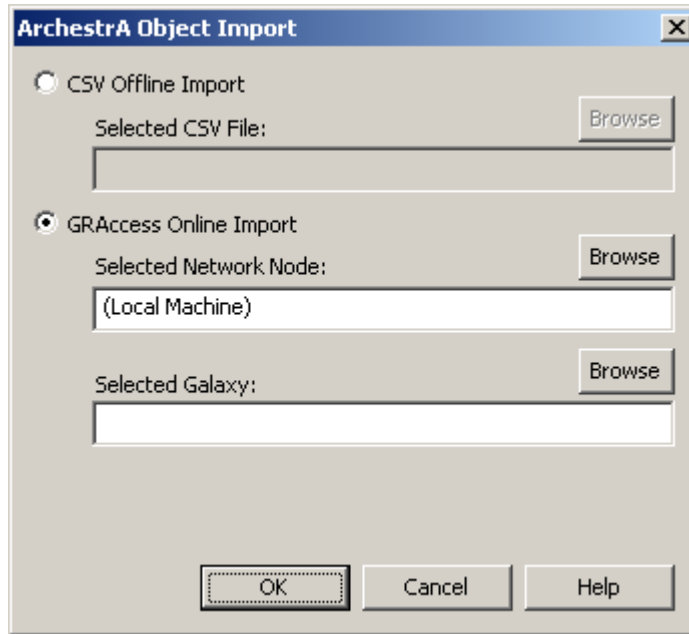 ArchestrA Object Import
CSV Offline Import
Browse
Selected CSV File:
GRAccess Online Import
Browse
Selected Network Node:
(Local Machine)
Browse
Selected Galaxy:
OK Cancel Help